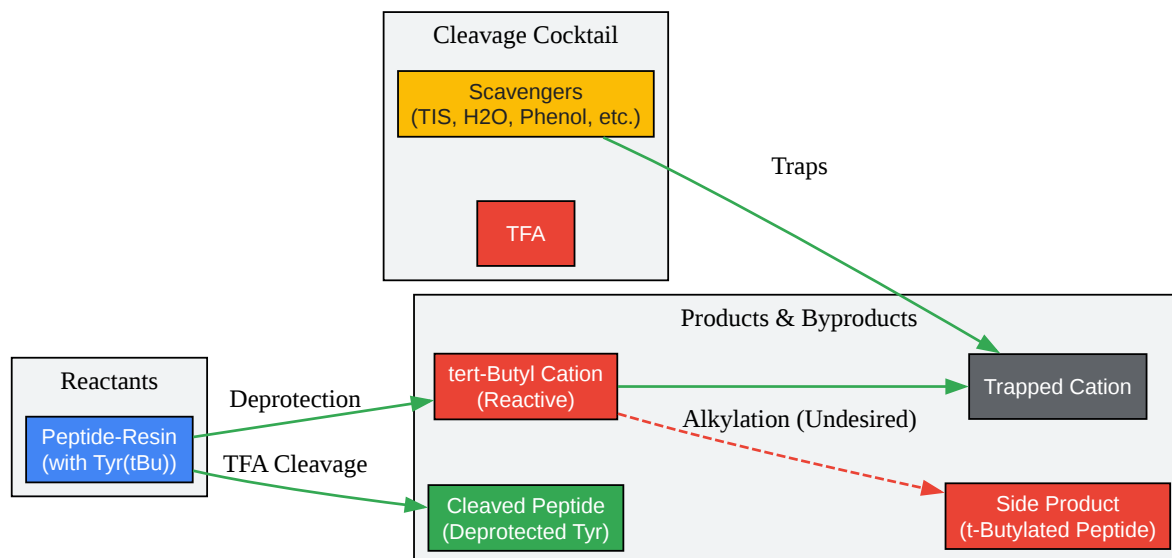 Cleavage Cocktail
Scavengers
(TIS, H2O, Phenol, etc.)
Traps
TFA
Products & Byproducts
Reactants
tert-Butyl Cation
(Reactive)
Trapped Cation
Deprotection
Alkylation (Undesired)
Peptide-Resin
(with Tyr(tBu))
TFA Cleavage
Cleaved Peptide
(Deprotected Tyr)
Side Product
(t-Butylated Peptide)